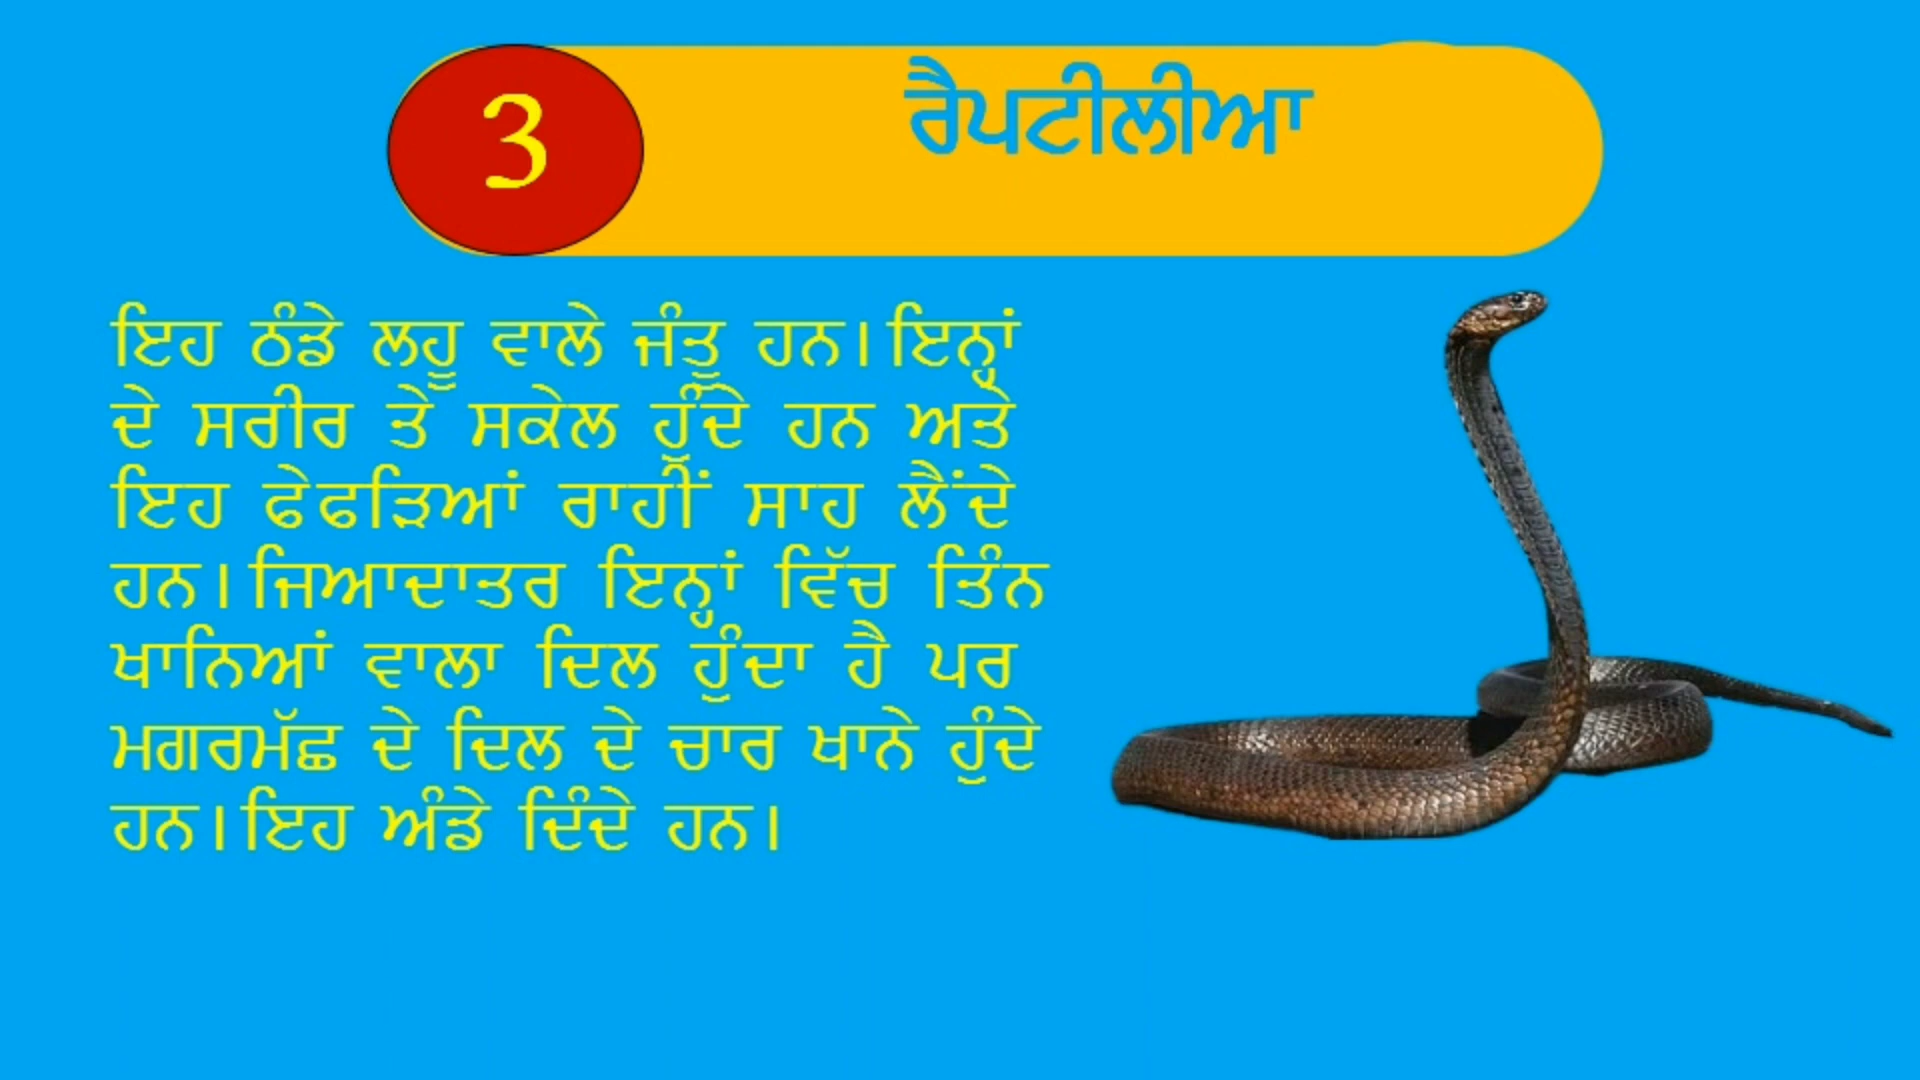 3
ਰੈਪਟੀਲੀਆ
ਇਹ ਠੰਡੇ ਲਹੂ ਵਾਲੇ ਜੰਤੂ ਹਨ। ਇਨ੍ਹਾਂ
ਦੇ ਸਰੀਰ ਤੇ ਸਕੇਲ ਹੁੰਦੇ ਹਨ ਅਤੇ
ਇਹ ਫੇਫੜਿਆਂ ਰਾਹੀਂ ਸਾਹ ਲੈਂਦੇ
ਹਨ। ਜਿਆਦਾਤਰ ਇਨ੍ਹਾਂ ਵਿੱਚ ਤਿੰਨ
ਖਾਨਿਆਂ ਵਾਲਾ ਦਿਲ ਹੁੰਦਾ ਹੈ ਪਰ
ਮਗਰਮੱਛ ਦੇ ਦਿਲ ਦੇ ਚਾਰ ਖਾਨੇ ਹੁੰਦੇ
ਹਨ। ਇਹ ਅੰਡੇ ਦਿੰਦੇ ਹਨ।